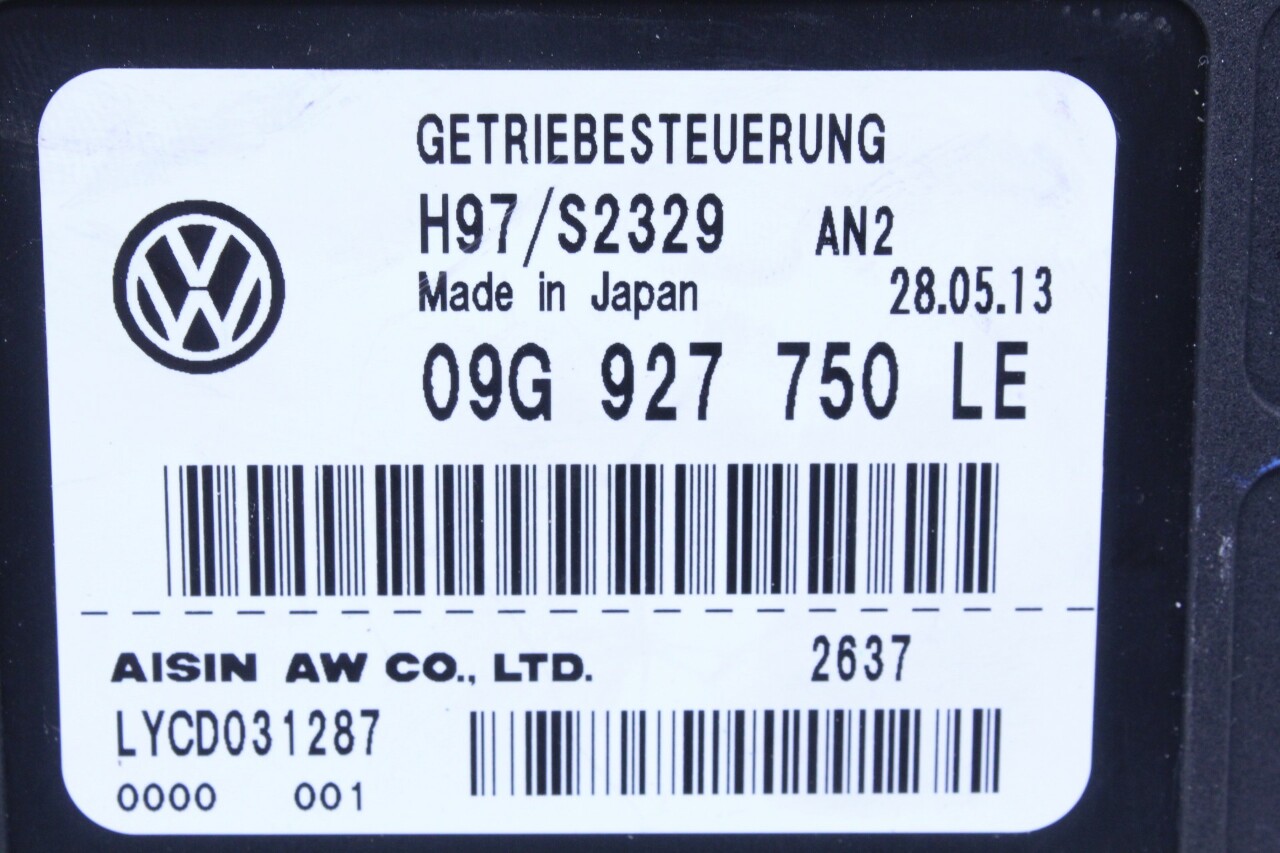 GETRIEBESTEUERUNG
H97/S2329 AN2
Made in Japan 28.05.13
09G 927 750 LE
AISIN AW CO., LTD. 2637
LYCD031287
0000 001